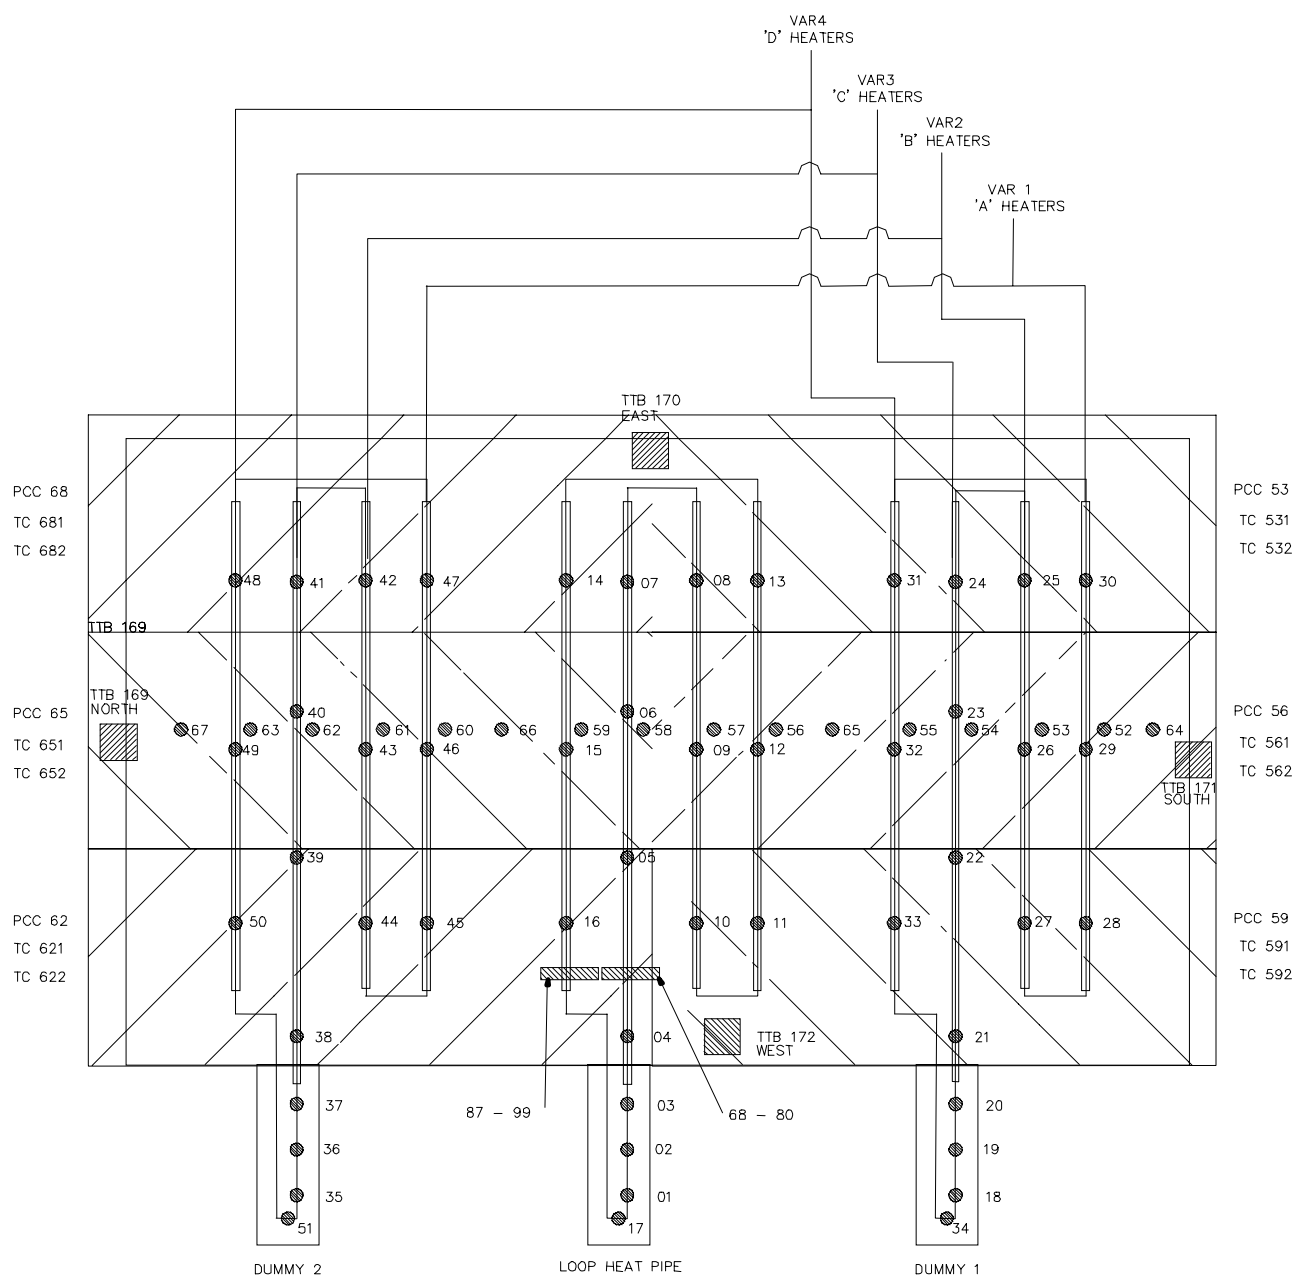 VAR4
'D' HEATERS
VAR3
'C' HEATERS
VAR2
'B' HEATERS
VAR 1
'A' HEATERS
TTB 170
EAST
PCC 68
TC 681
TC 682
PCC 53
TC 531
TC 532
48
41
42
47
14
07
08
13
31
24
25
30
TTB 169
TTB 169
NORTH
PCC 65
TC 651
TC 652
PCC 56
TC 561
TC 562
40
06
23
67
63
62
61
60
66
59
58
57
56
65
55
54
53
52
64
49
43
46
15
09
12
32
26
29
TTB 171
SOUTH
39
05
22
PCC 62
TC 621
TC 622
PCC 59
TC 591
TC 592
50
44
45
16
10
11
33
27
28
38
04
TTB 172
WEST
21
87 - 99
68 - 80
37
03
20
36
02
19
35
01
18
51
17
34
DUMMY 2
LOOP HEAT PIPE
DUMMY 1